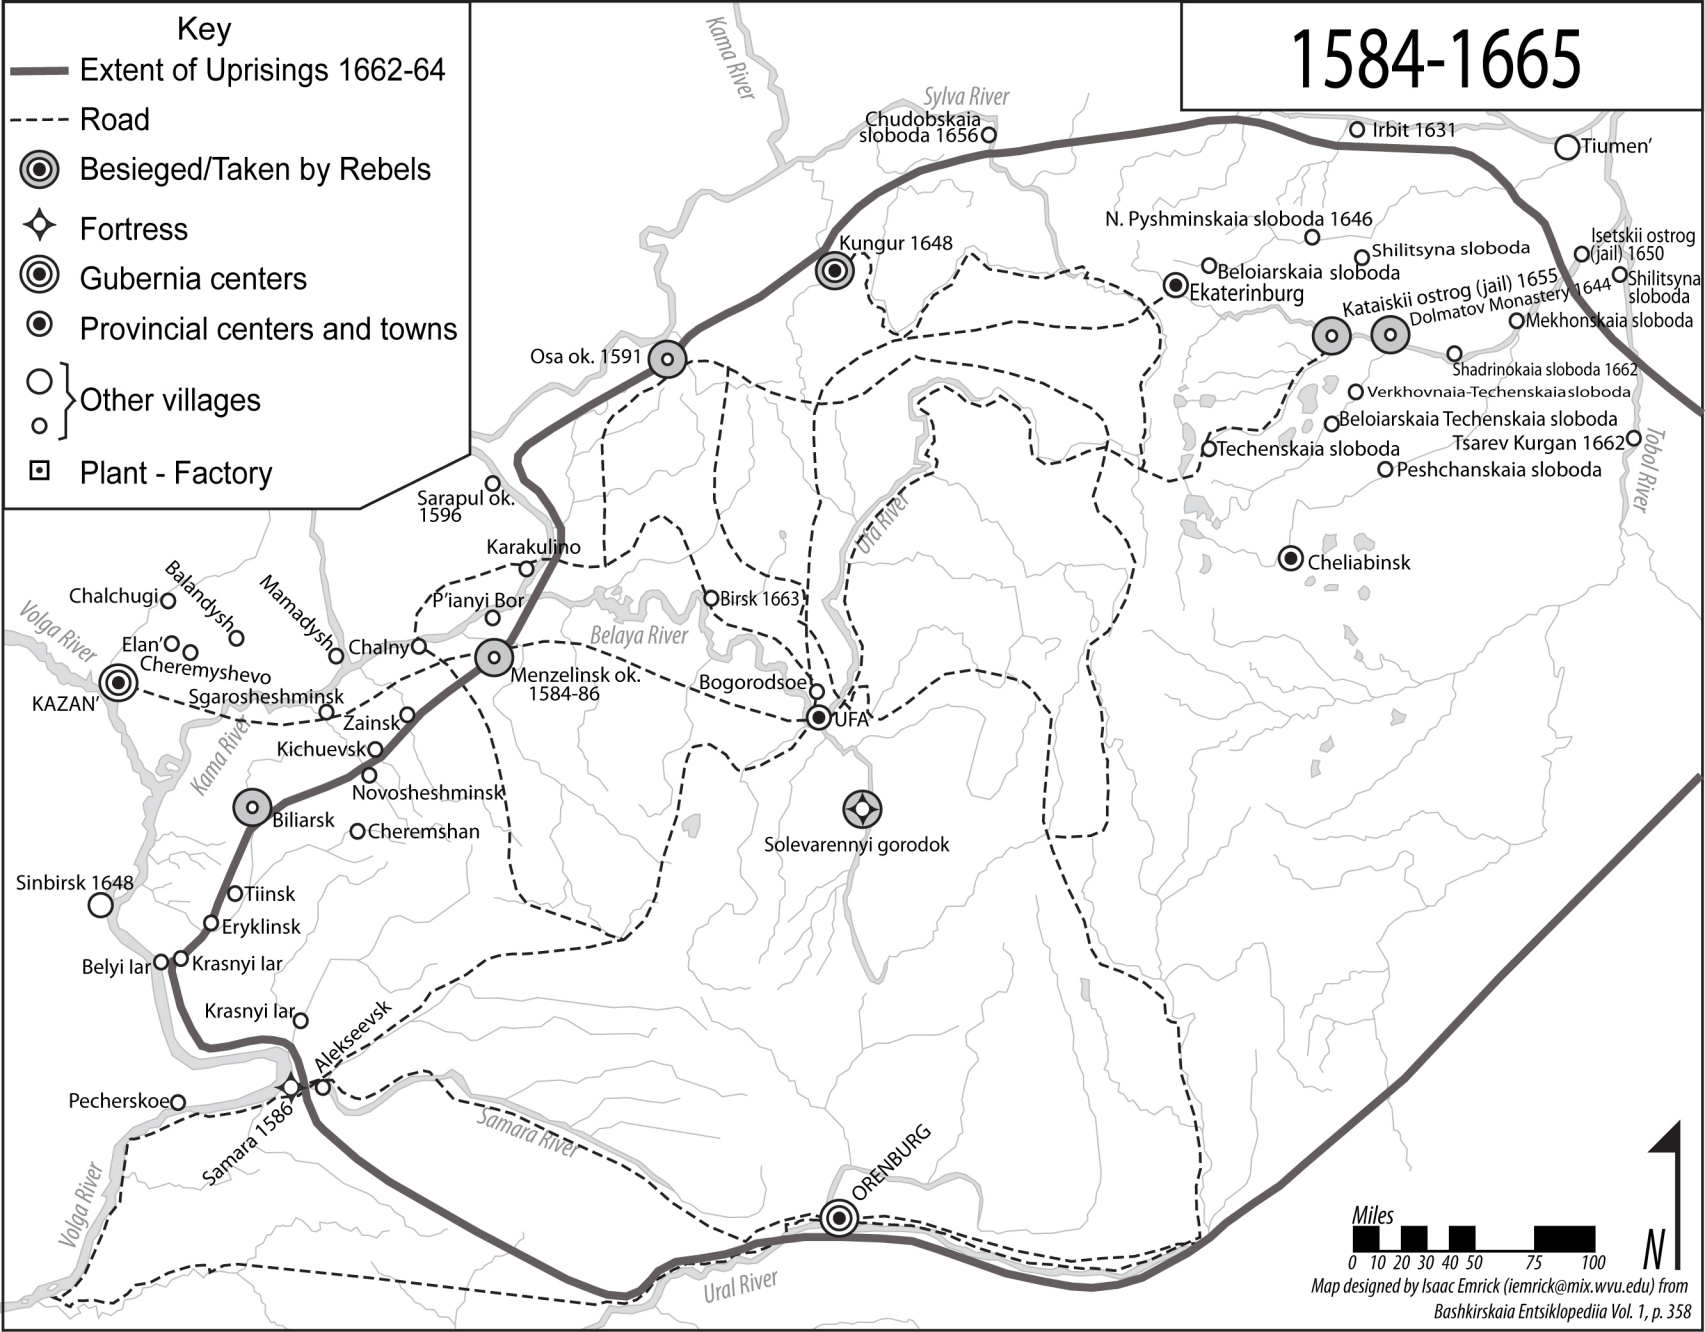 Key
Extent of Uprisings 1662-64
Road
Besieged/Taken by Rebels
Fortress
Gubernia centers
Provincial centers and towns
Other villages
Plant - Factory
1584-1665
Kama River
Sylva River
Chudobskaia
sloboda 1656
Irbit 1631
Tiumen’
N. Pyshminskaia sloboda 1646
Kungur 1648
Shilitsyna sloboda
Isetskii ostrog
(jail) 1650
Beloiarskaia sloboda
Ekaterinburg
Kataiskii ostrog (jail) 1655
Dolmatov Monastery 1644
Shilitsyna
sloboda
Mekhonskaia sloboda
Osa ok. 1591
Shadrinokaia sloboda 1662
Verkhovnaia-Techenskaia sloboda
Beloiarskaia Techenskaia sloboda
Tsarev Kurgan 1662
Techenskaia sloboda
Peshchanskaia sloboda
Tobol River
Sarapul ok.
1596
Ufa River
Karakulino
Cheliabinsk
Chalchugi
Balandysh
Mamadysh
P’ianyi Bor
Birsk 1663
Volga River
Elan’
Cheremyshevo
Chalny
Belaya River
KAZAN’
Sgarosheshminsk
Menzelinsk ok.
1584-86
Bogorodsoe
Zainsk
UFA
Kama River
Kichuevsk
Novosheshminsk
Biliarsk
Cheremshan
Solevarennyi gorodok
Sinbirsk 1648
Tiinsk
Eryklinsk
Belyi Iar
Krasnyi Iar
Krasnyi Iar
Alekseevsk
Pecherskoe
Samara 1586
Samara River
Volga River
ORENBURG
Ural River
Miles
0 10 20 30 40 50 75 100
N
Map designed by Isaac Emrick (iemrick@mix.wvu.edu) from
Bashkirskaia Entsiklopediia Vol. 1, p. 358